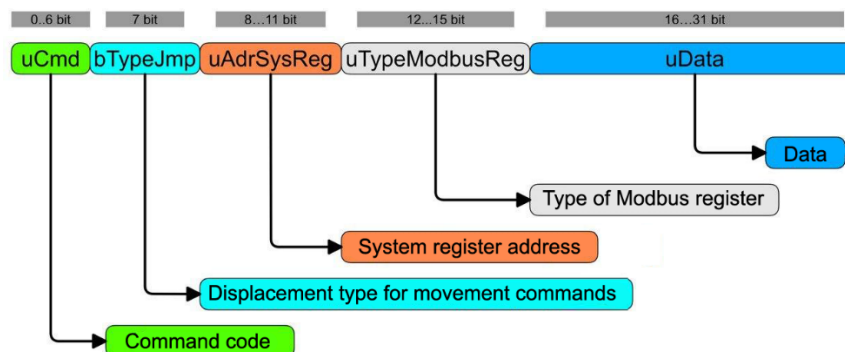 0..6 bit 7 bit 8...11 bit 12...15 bit 16...31 bit
uCmd bTypeJmp uAdrSysReg uTypeModbusReg uData
Data
Type of Modbus register
System register address
Displacement type for movement commands
Command code